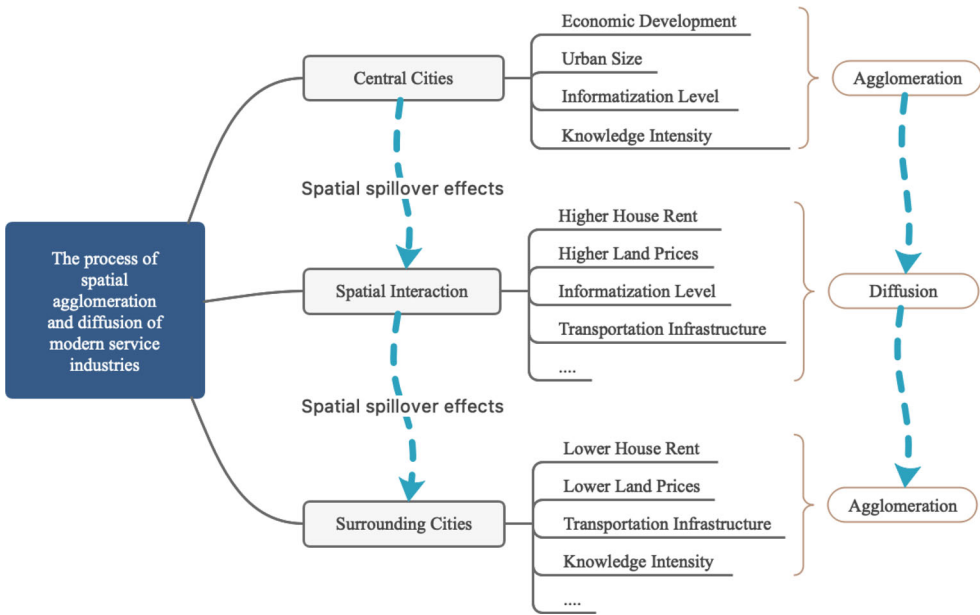 The process of
spatial
agglomeration
and diffusion of
modern service
industries
Central Cities
Economic Development
Urban Size
Informatization Level
Knowledge Intensity
Agglomeration
Spatial spillover effects
Spatial Interaction
Higher House Rent
Higher Land Prices
Informatization Level
Transportation Infrastructure
....
Diffusion
Spatial spillover effects
Surrounding Cities
Lower House Rent
Lower Land Prices
Transportation Infrastructure
Knowledge Intensity
....
Agglomeration